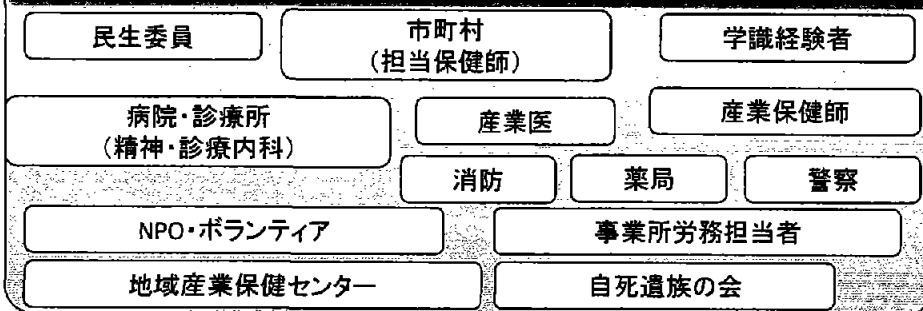 民生委員
市町村
(担当保健師)
学識経験者
病院・診療所
(精神・診療内科)
産業医
産業保健師
消防
薬局
警察
NPO・ボランティア
事業所労務担当者
地域産業保健センター
自死遺族の会